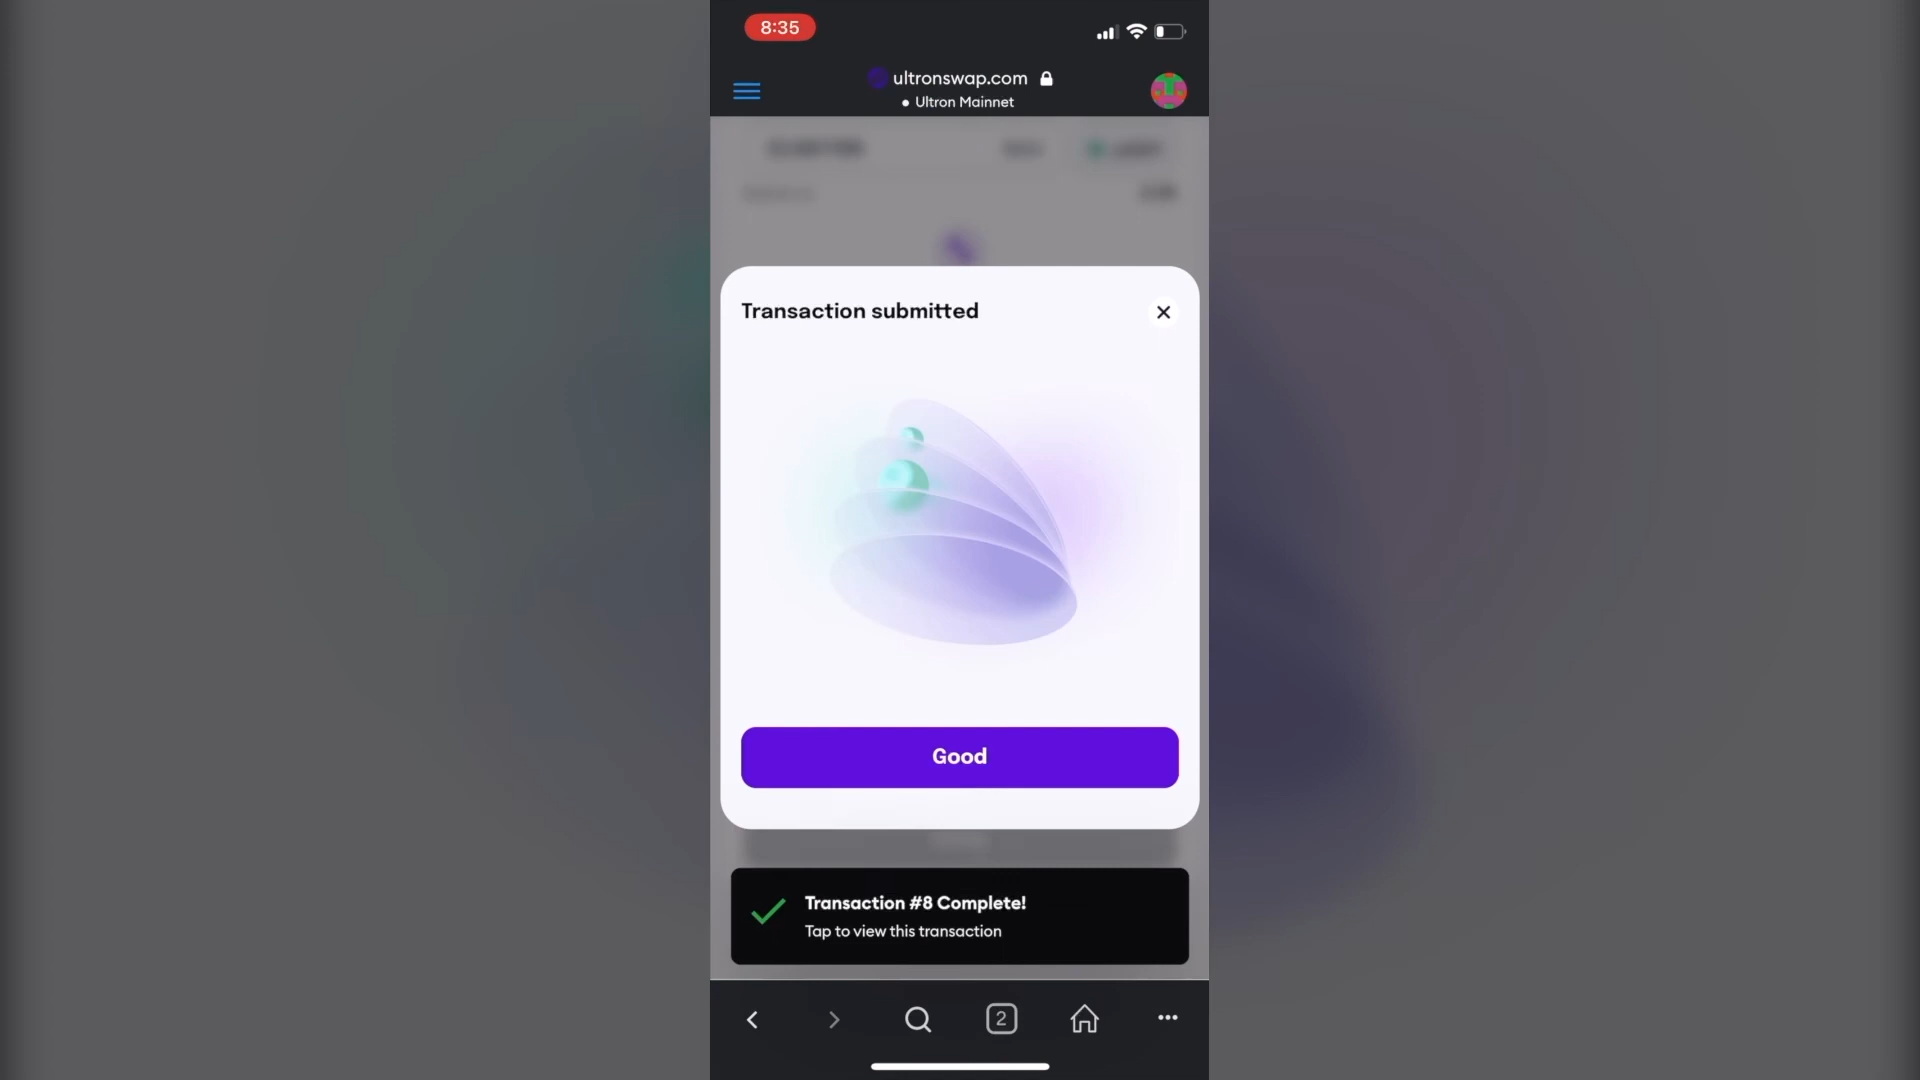 8:35
ultronswap.com
Ultron Mainnet
Transaction submitted
Good
Transaction #8 Complete!
Tap to view this transaction
2